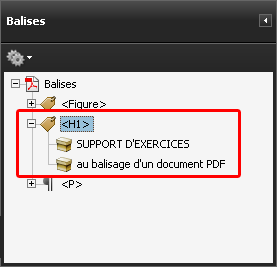 Balises
Balises
<Figure>
<H1>
SUPPORT D'EXERCICES
au balisage d'un document PDF
<P>